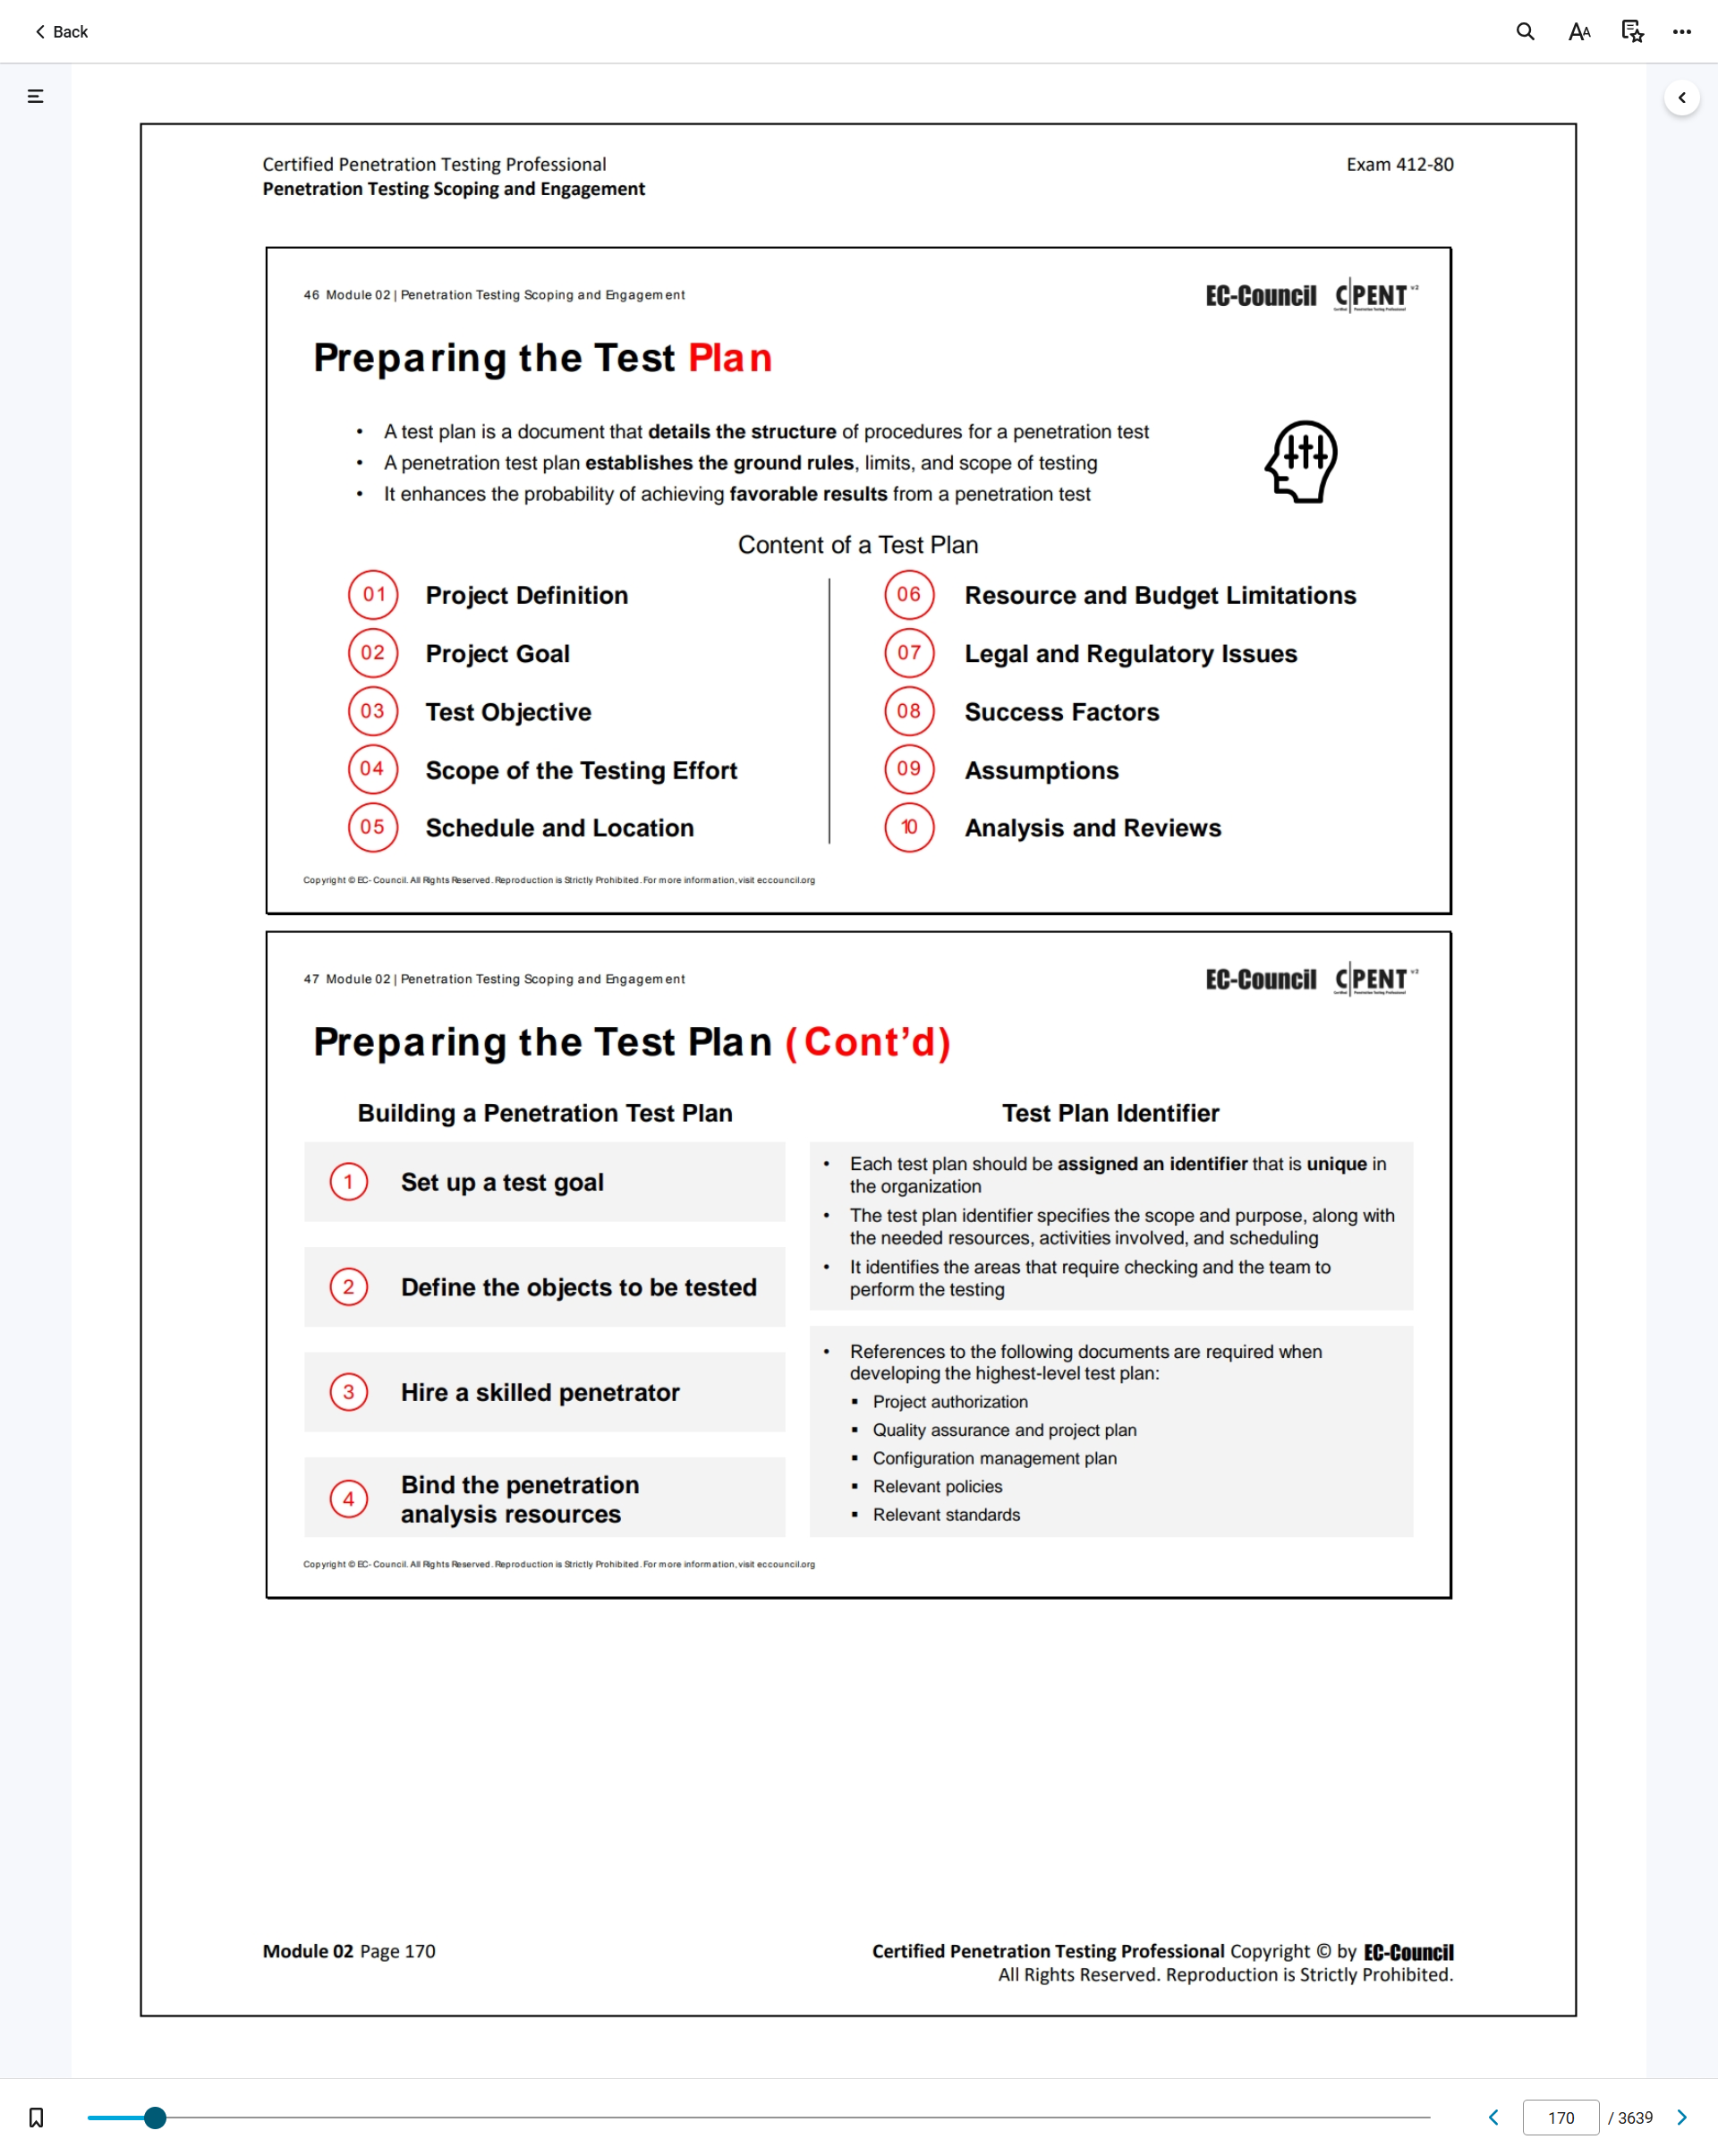 Back
Certified Penetration Testing Professional
Exam 412-80
Penetration Testing Scoping and Engagement
46 Module 02 | Penetration Testing Scoping and Engagement
EC-Council C|PENT v2
Preparing the Test Plan
• A test plan is a document that details the structure of procedures for a penetration test
• A penetration test plan establishes the ground rules, limits, and scope of testing
• It enhances the probability of achieving favorable results from a penetration test
Content of a Test Plan
01 Project Definition
02 Project Goal
03 Test Objective
04 Scope of the Testing Effort
05 Schedule and Location
06 Resource and Budget Limitations
07 Legal and Regulatory Issues
08 Success Factors
09 Assumptions
10 Analysis and Reviews
Copyright © EC-Council. All Rights Reserved. Reproduction is Strictly Prohibited. For more information, visit eccouncil.org
47 Module 02 | Penetration Testing Scoping and Engagement
EC-Council C|PENT v2
Preparing the Test Plan (Cont’d)
Building a Penetration Test Plan
1 Set up a test goal
2 Define the objects to be tested
3 Hire a skilled penetrator
4 Bind the penetration
analysis resources
Test Plan Identifier
• Each test plan should be assigned an identifier that is unique in
the organization
• The test plan identifier specifies the scope and purpose, along with
the needed resources, activities involved, and scheduling
• It identifies the areas that require checking and the team to
perform the testing
• References to the following documents are required when
developing the highest-level test plan:
▪ Project authorization
▪ Quality assurance and project plan
▪ Configuration management plan
▪ Relevant policies
▪ Relevant standards
Copyright © EC-Council. All Rights Reserved. Reproduction is Strictly Prohibited. For more information, visit eccouncil.org
Module 02 Page 170
Certified Penetration Testing Professional Copyright © by EC-Council
All Rights Reserved. Reproduction is Strictly Prohibited.
170 / 3639